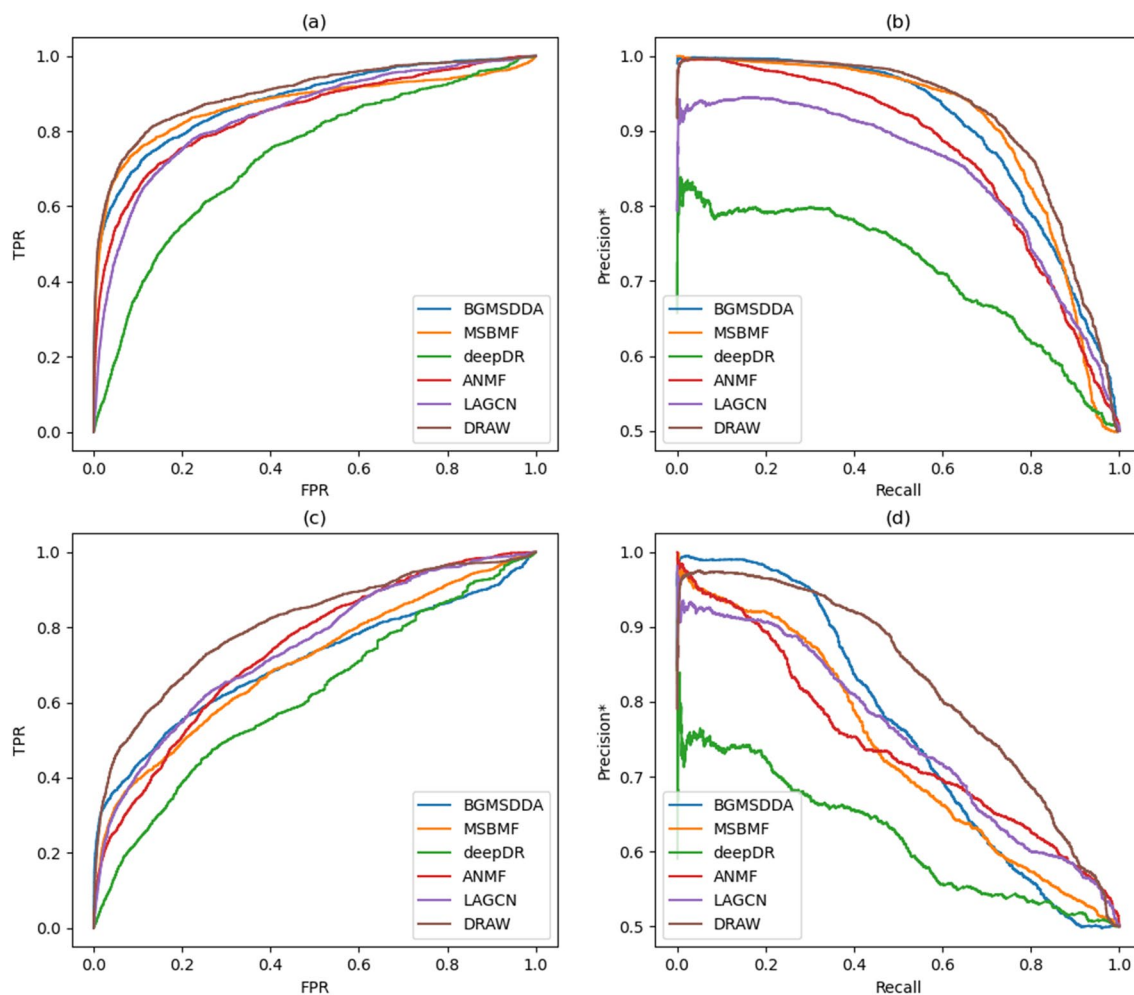 (a)
1.0
0.8
0.6
0.4
0.2
0.0
TPR
BGMSDDA
MSBMF
deepDR
ANMF
LAGCN
DRAW
0.0 0.2 0.4 0.6 0.8 1.0
FPR
(b)
1.0
0.9
0.8
0.7
0.6
0.5
Precision*
BGMSDDA
MSBMF
deepDR
ANMF
LAGCN
DRAW
0.0 0.2 0.4 0.6 0.8 1.0
Recall
(c)
1.0
0.8
0.6
0.4
0.2
0.0
TPR
BGMSDDA
MSBMF
deepDR
ANMF
LAGCN
DRAW
0.0 0.2 0.4 0.6 0.8 1.0
FPR
(d)
1.0
0.9
0.8
0.7
0.6
0.5
Precision*
BGMSDDA
MSBMF
deepDR
ANMF
LAGCN
DRAW
0.0 0.2 0.4 0.6 0.8 1.0
Recall